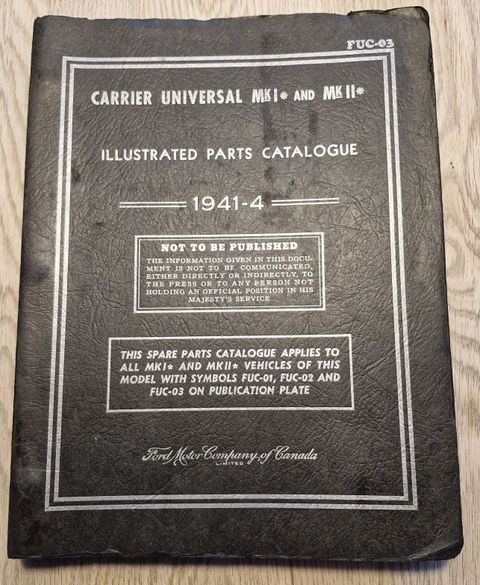 FUC-03
CARRIER UNIVERSAL MK I* AND MK II*
ILLUSTRATED PARTS CATALOGUE
1941-4
NOT TO BE PUBLISHED
THE INFORMATION GIVEN IN THIS DOCU-
MENT IS NOT TO BE COMMUNICATED,
EITHER DIRECTLY OR INDIRECTLY, TO
THE PRESS OR TO ANY PERSON NOT
HOLDING AN OFFICIAL POSITION IN HIS
MAJESTY'S SERVICE
THIS SPARE PARTS CATALOGUE APPLIES TO
ALL MKI* AND MKII* VEHICLES OF THIS
MODEL WITH SYMBOLS FUC-01, FUC-02 AND
FUC-03 ON PUBLICATION PLATE
Ford Motor Company of Canada
LIMITED